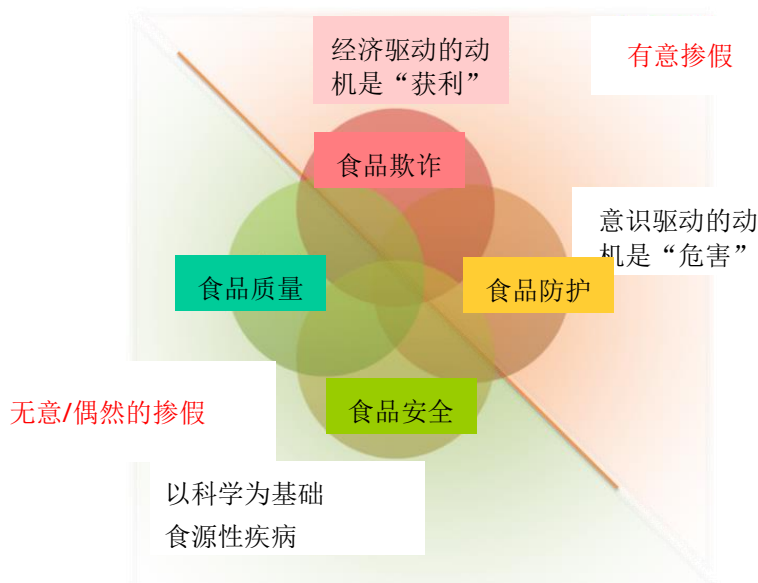 经济驱动的动
机是“获利”
有意掺假
食品欺诈
意识驱动的动
机是“危害”
食品质量
食品防护
无意/偶然的掺假
食品安全
以科学为基础
食源性疾病